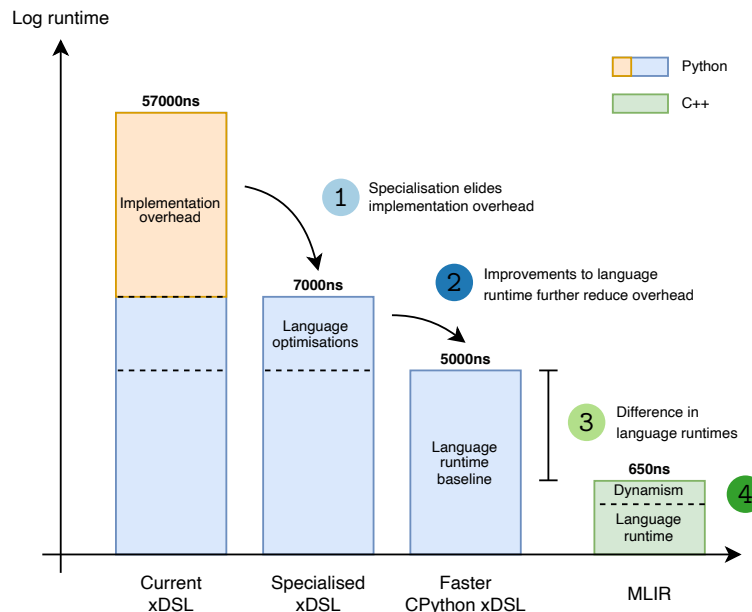 Log runtime
Python
C++
57000ns
Implementation
overhead
1
Specialisation elides
implementation overhead
7000ns
Language
optimisations
2
Improvements to language
runtime further reduce overhead
5000ns
Language
runtime
baseline
3
Difference in
language runtimes
650ns
Dynamism
4
Language
runtime
Current
xDSL
Specialised
xDSL
Faster
CPython xDSL
MLIR